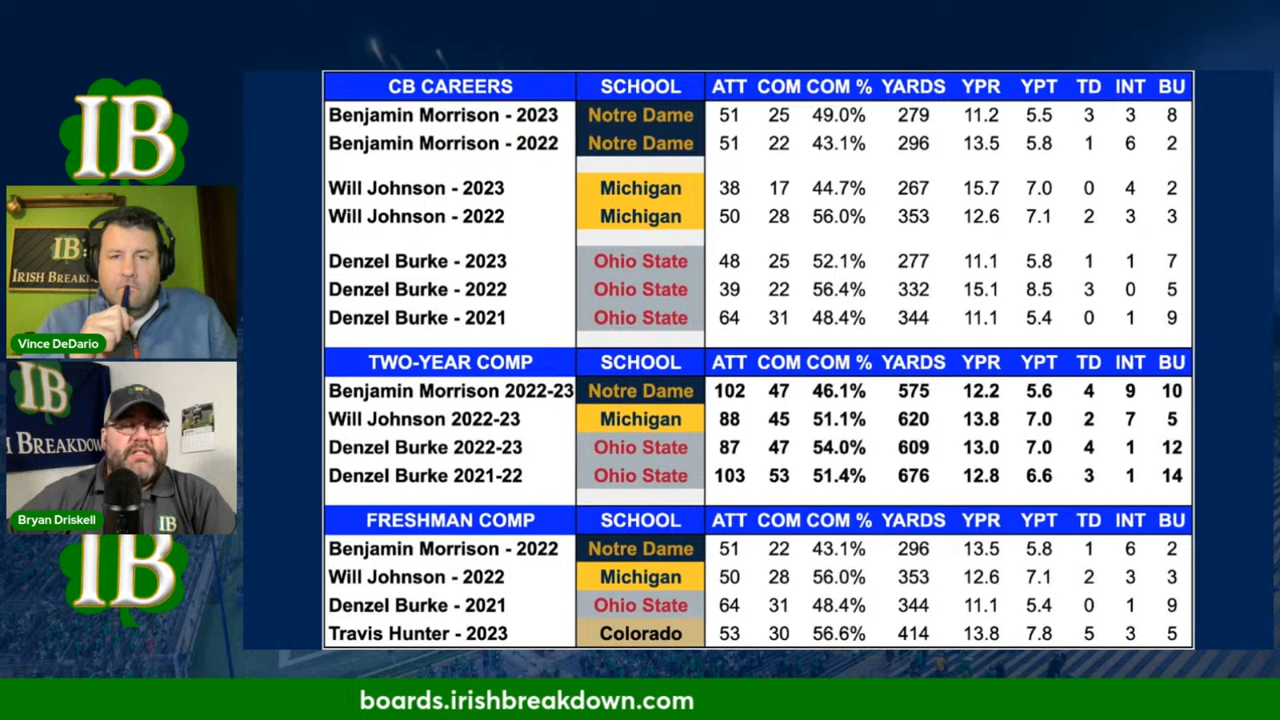 IB
IB
IRISH BREAK
Vince DeDario
IB
BREAKDOW
IB
Bryan Driskell
IB
CB CAREERS SCHOOL ATT COM COM % YARDS YPR YPT TD INT BU
Benjamin Morrison - 2023 Notre Dame 51 25 49.0% 279 11.2 5.5 3 3 8
Benjamin Morrison - 2022 Notre Dame 51 22 43.1% 296 13.5 5.8 1 6 2
Will Johnson - 2023 Michigan 38 17 44.7% 267 15.7 7.0 0 4 2
Will Johnson - 2022 Michigan 50 28 56.0% 353 12.6 7.1 2 3 3
Denzel Burke - 2023 Ohio State 48 25 52.1% 277 11.1 5.8 1 1 7
Denzel Burke - 2022 Ohio State 39 22 56.4% 332 15.1 8.5 3 0 5
Denzel Burke - 2021 Ohio State 64 31 48.4% 344 11.1 5.4 0 1 9
TWO-YEAR COMP SCHOOL ATT COM COM % YARDS YPR YPT TD INT BU
Benjamin Morrison 2022-23 Notre Dame 102 47 46.1% 575 12.2 5.6 4 9 10
Will Johnson 2022-23 Michigan 88 45 51.1% 620 13.8 7.0 2 7 5
Denzel Burke 2022-23 Ohio State 87 47 54.0% 609 13.0 7.0 4 1 12
Denzel Burke 2021-22 Ohio State 103 53 51.4% 676 12.8 6.6 3 1 14
FRESHMAN COMP SCHOOL ATT COM COM % YARDS YPR YPT TD INT BU
Benjamin Morrison - 2022 Notre Dame 51 22 43.1% 296 13.5 5.8 1 6 2
Will Johnson - 2022 Michigan 50 28 56.0% 353 12.6 7.1 2 3 3
Denzel Burke - 2021 Ohio State 64 31 48.4% 344 11.1 5.4 0 1 9
Travis Hunter - 2023 Colorado 53 30 56.6% 414 13.8 7.8 5 3 5
boards.irishbreakdown.com